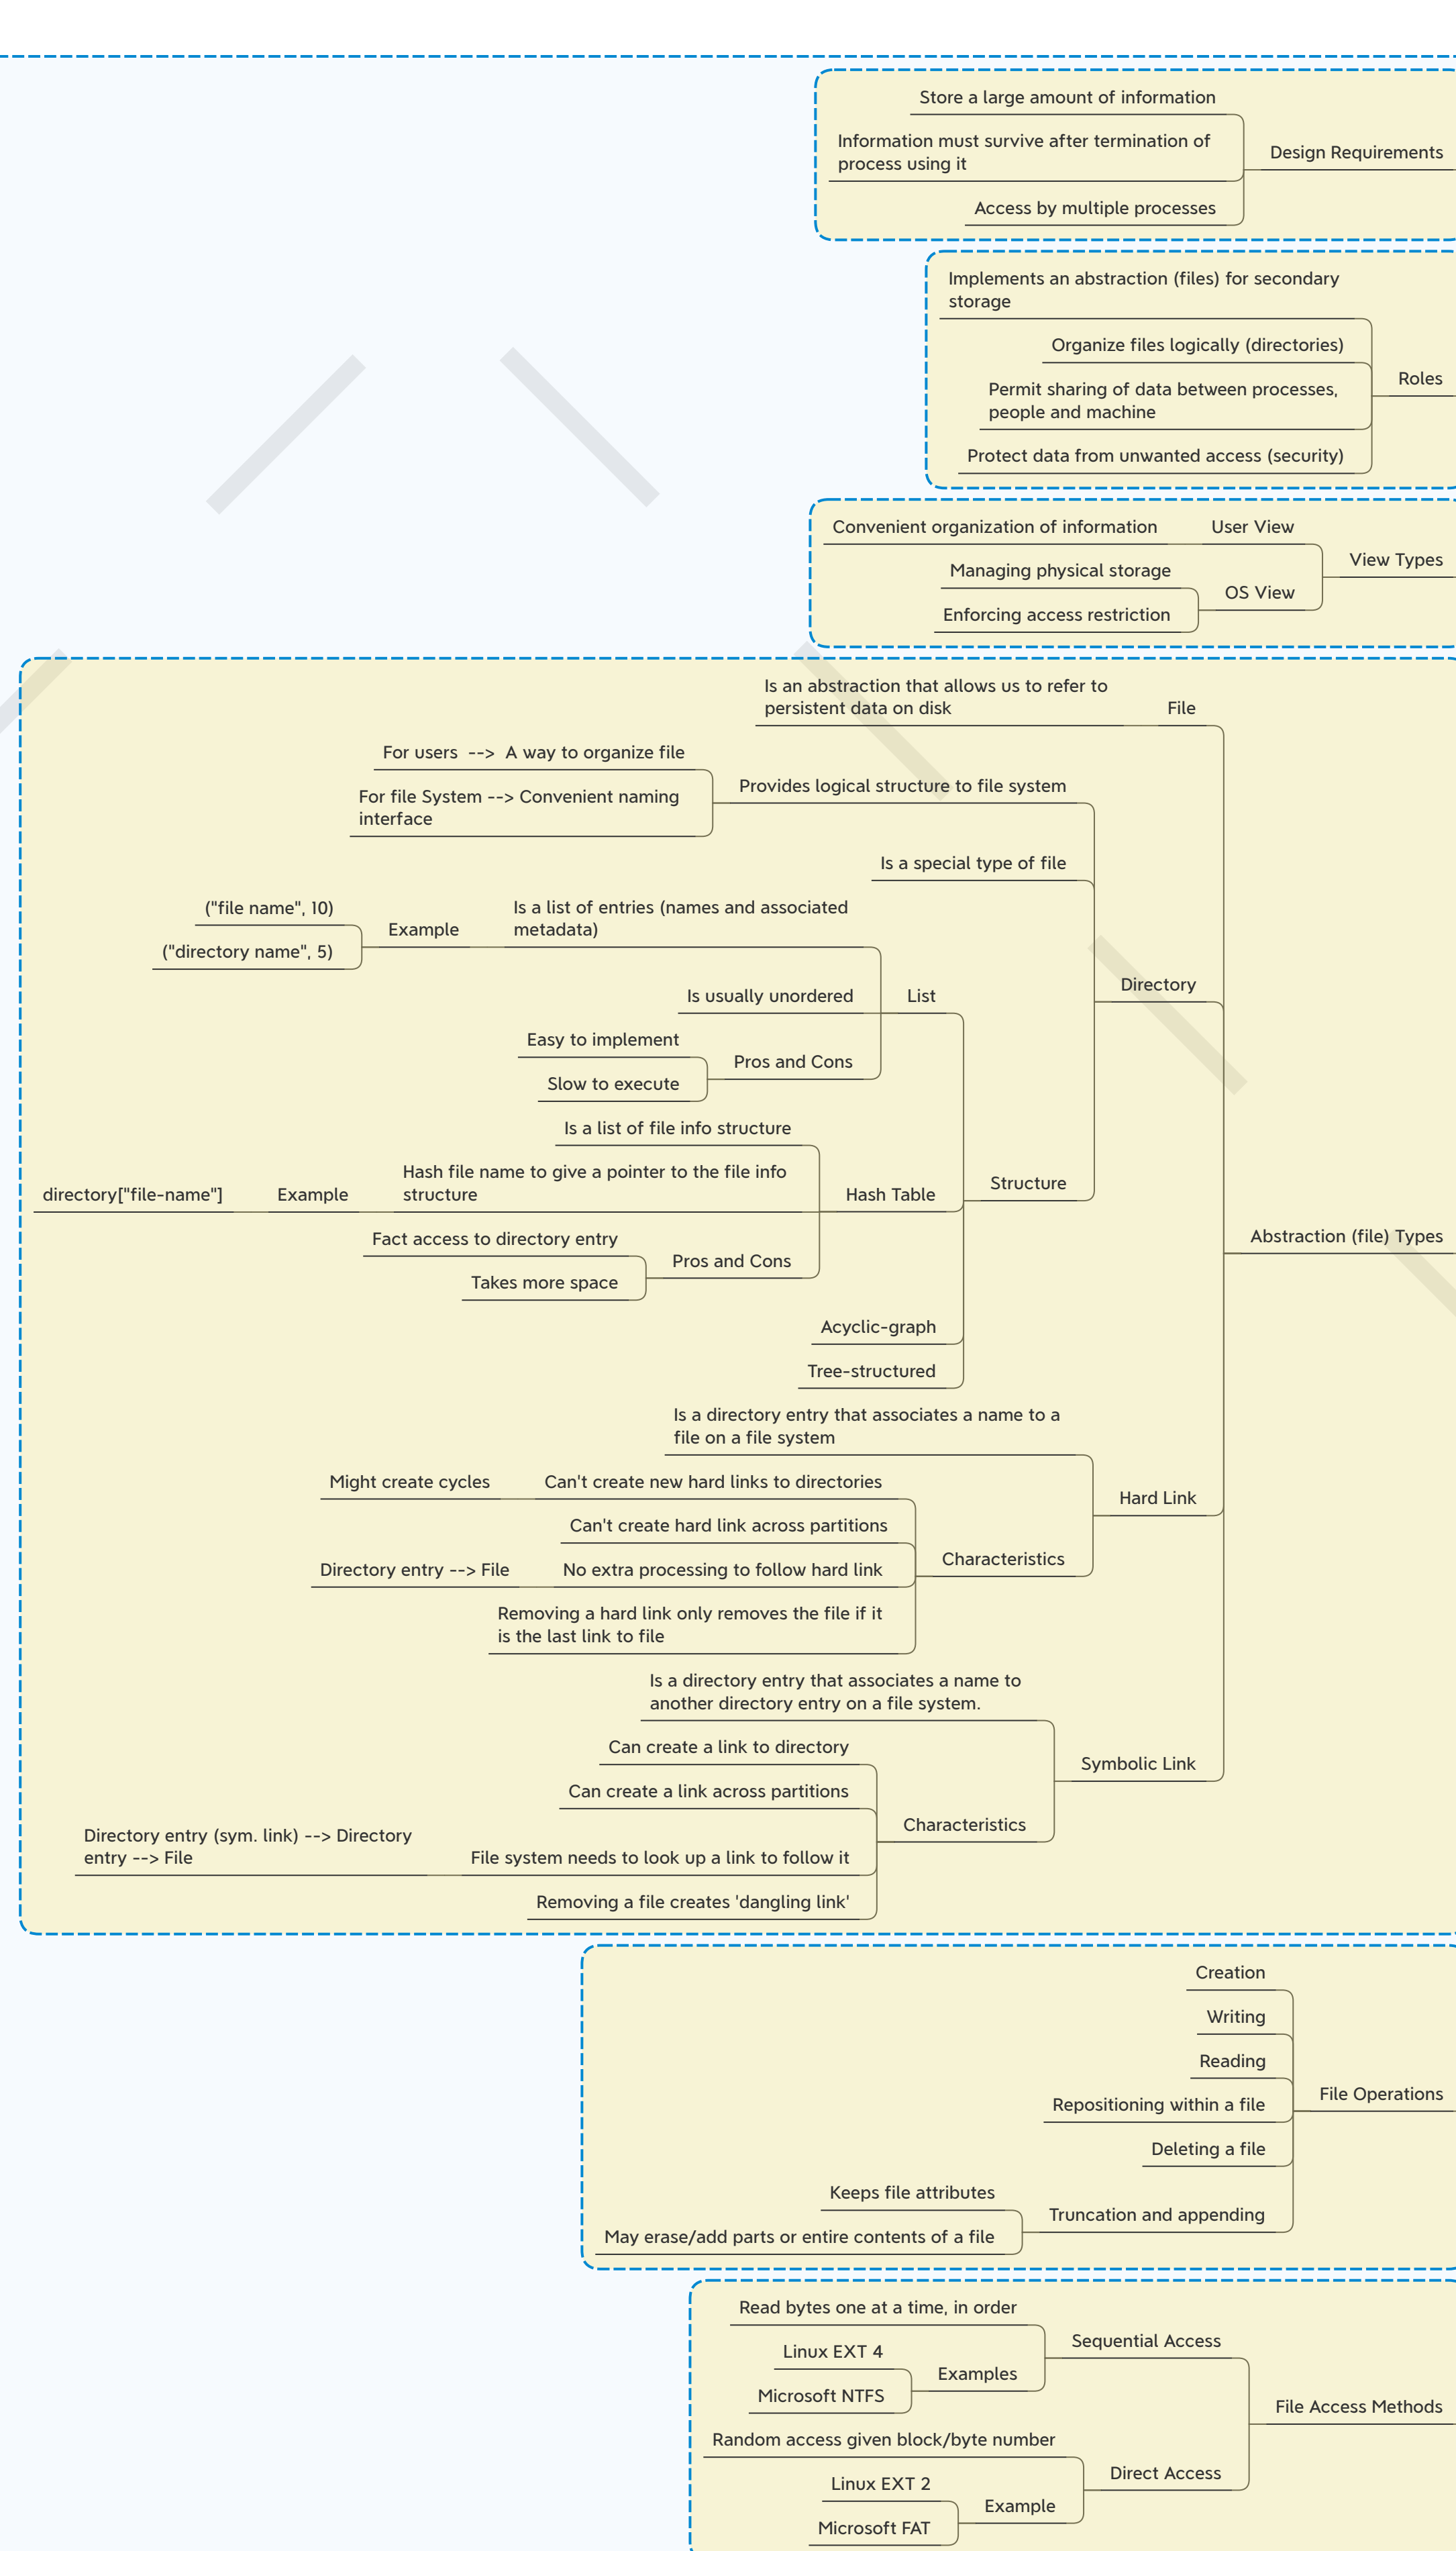 Store a large amount of information
Information must survive after termination of
process using it
Design Requirements
Access by multiple processes
Implements an abstraction (files) for secondary
storage
Organize files logically (directories)
Roles
Permit sharing of data between processes,
people and machine
Protect data from unwanted access (security)
Convenient organization of information
User View
View Types
Managing physical storage
OS View
Enforcing access restriction
Is an abstraction that allows us to refer to
persistent data on disk
File
For users --> A way to organize file
Provides logical structure to file system
For file System --> Convenient naming
interface
Is a special type of file
("file name", 10)
Is a list of entries (names and associated
metadata)
Example
("directory name", 5)
Directory
Is usually unordered
List
Easy to implement
Pros and Cons
Slow to execute
Is a list of file info structure
Hash file name to give a pointer to the file info
structure
Structure
directory["file-name"]
Example
Hash Table
Fact access to directory entry
Abstraction (file) Types
Pros and Cons
Takes more space
Acyclic-graph
Tree-structured
Is a directory entry that associates a name to a
file on a file system
Might create cycles
Can't create new hard links to directories
Hard Link
Can't create hard link across partitions
Characteristics
Directory entry --> File
No extra processing to follow hard link
Removing a hard link only removes the file if it
is the last link to file
Is a directory entry that associates a name to
another directory entry on a file system.
Can create a link to directory
Symbolic Link
Can create a link across partitions
Characteristics
Directory entry (sym. link) --> Directory
entry --> File
File system needs to look up a link to follow it
Removing a file creates 'dangling link'
Creation
Writing
Reading
File Operations
Repositioning within a file
Deleting a file
Keeps file attributes
Truncation and appending
May erase/add parts or entire contents of a file
Read bytes one at a time, in order
Sequential Access
Linux EXT 4
Examples
Microsoft NTFS
File Access Methods
Random access given block/byte number
Direct Access
Linux EXT 2
Example
Microsoft FAT